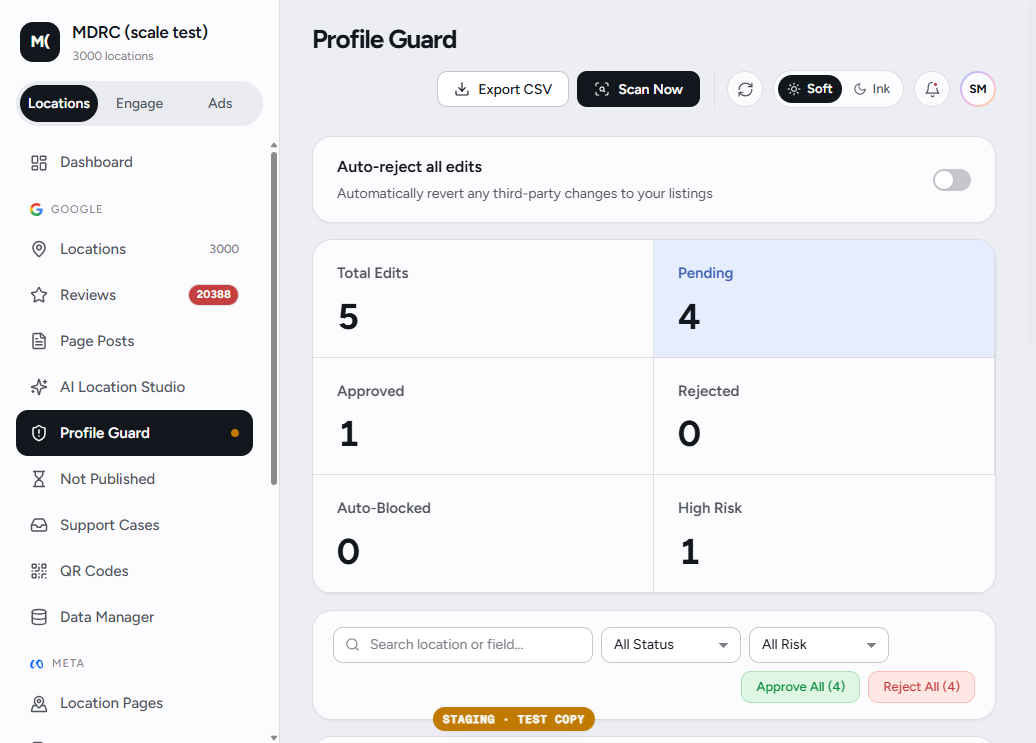 M(
MDRC (scale test)
3000 locations
Locations
Engage
Ads
Dashboard
GOOGLE
Locations
3000
Reviews
20388
Page Posts
AI Location Studio
Profile Guard
Not Published
Support Cases
QR Codes
Data Manager
META
Location Pages
Profile Guard
Export CSV
Scan Now
Soft
Ink
SM
Auto-reject all edits
Automatically revert any third-party changes to your listings
Total Edits
5
Pending
4
Approved
1
Rejected
0
Auto-Blocked
0
High Risk
1
Search location or field...
All Status
All Risk
Approve All (4)
Reject All (4)
STAGING · TEST COPY